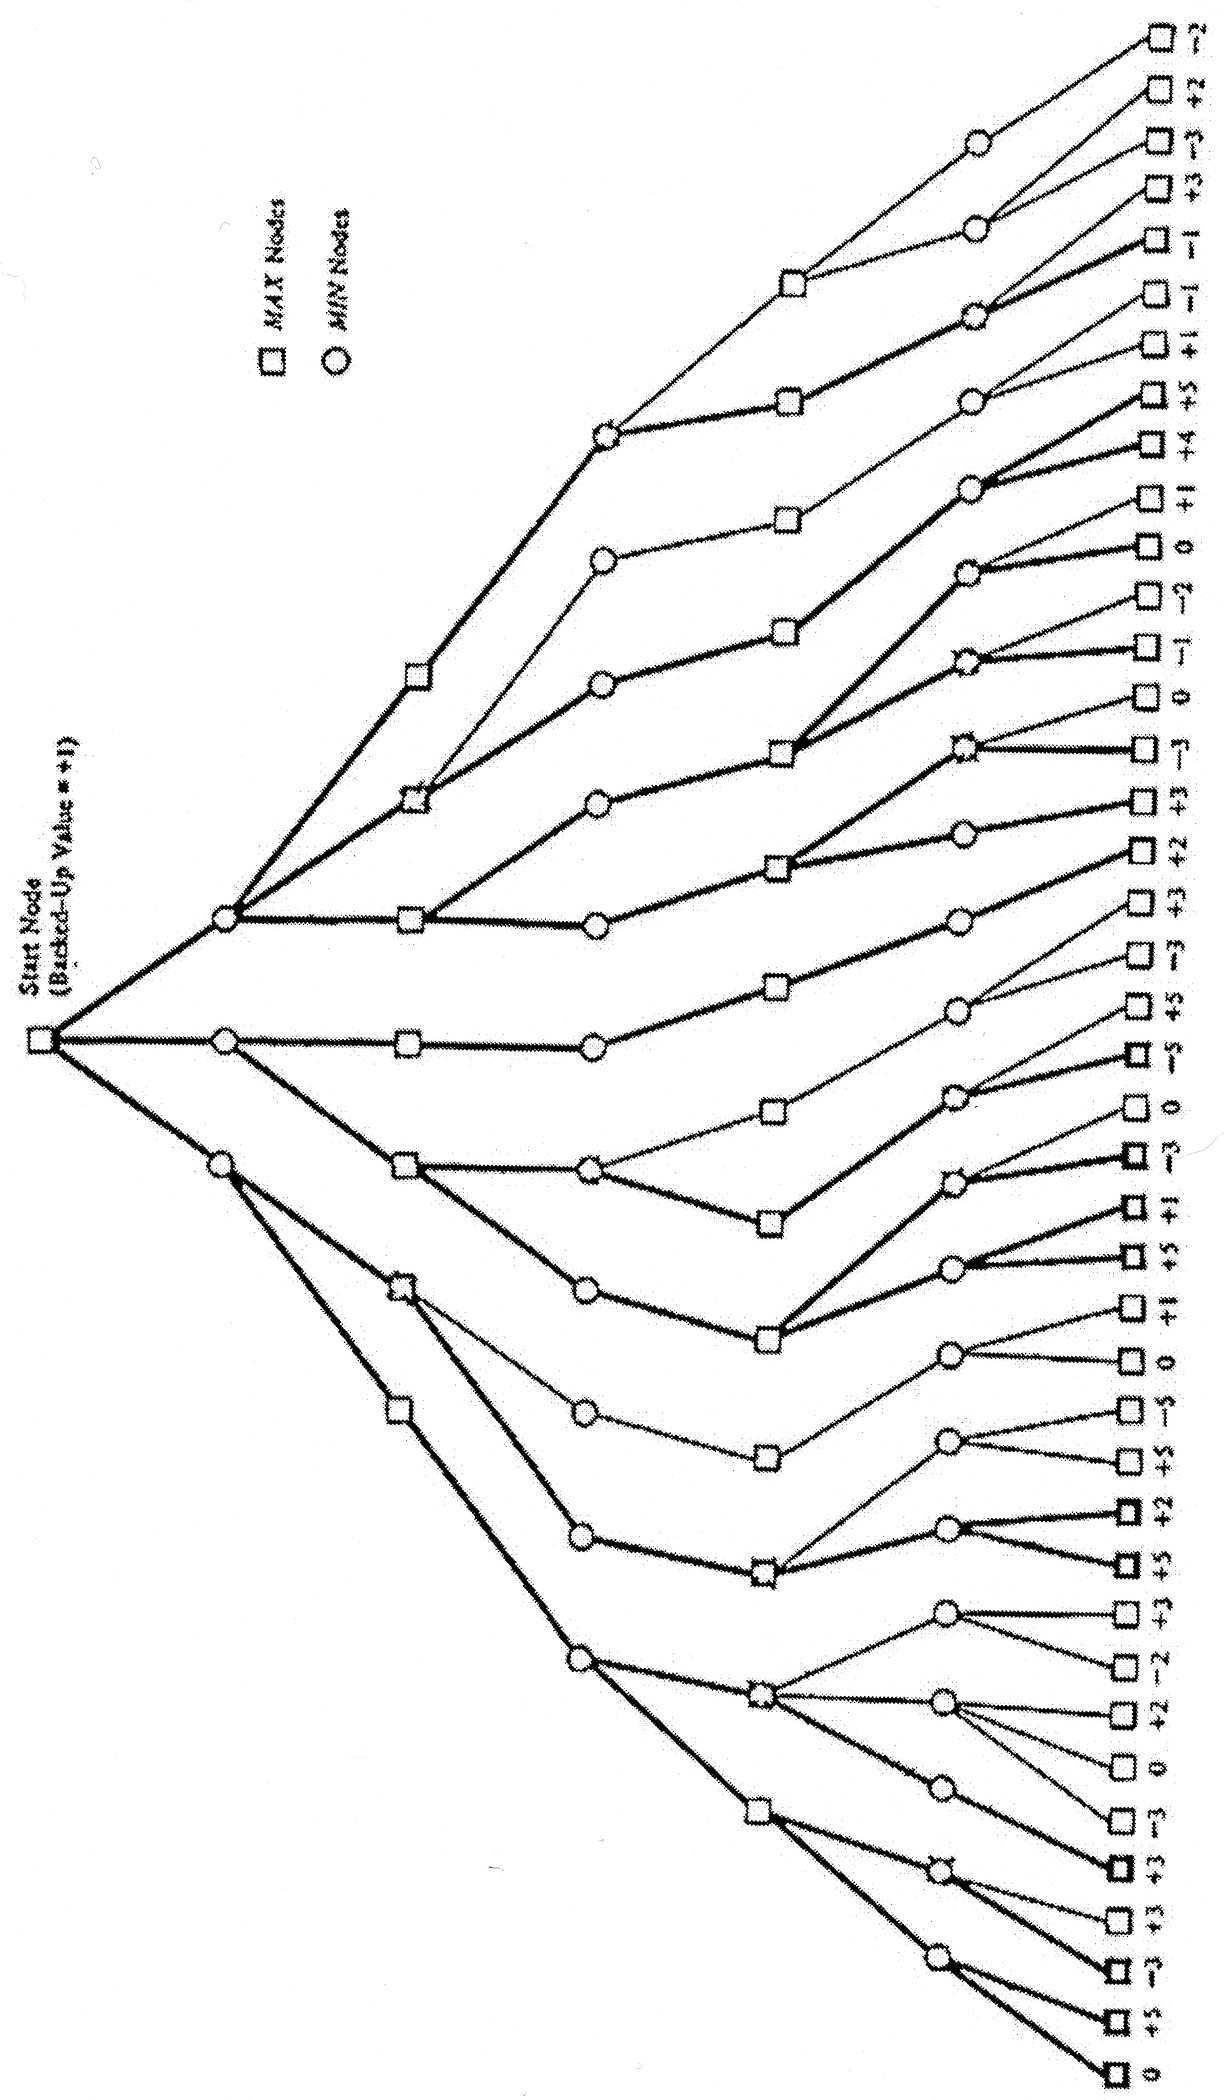 Start Node
(Backed-Up Value = +1)
MAX Nodes
MIN Nodes
0 +5 −3 +3 +3 −3 0 +2 −2 +3 +5 +2 +5 −5 0 +1 +5 +1 −3 0 −5 +5 −3 +3 +2 +3 −3 0 −1 −2 0 +1 +4 +5 +1 −1 −1 +3 −3 +2 −2